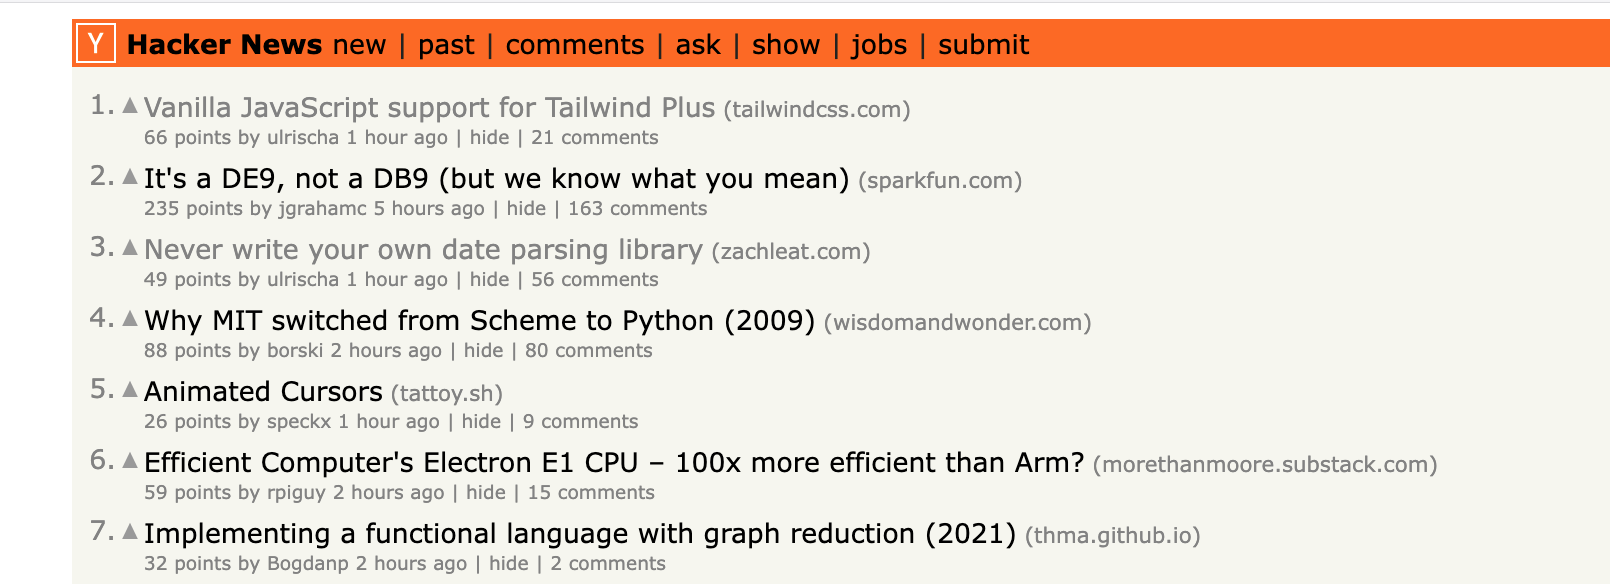 Y Hacker News new | past | comments | ask | show | jobs | submit
1. ▲ Vanilla JavaScript support for Tailwind Plus (tailwindcss.com)
66 points by ulrischa 1 hour ago | hide | 21 comments
2. ▲ It's a DE9, not a DB9 (but we know what you mean) (sparkfun.com)
235 points by jgrahamc 5 hours ago | hide | 163 comments
3. ▲ Never write your own date parsing library (zachleat.com)
49 points by ulrischa 1 hour ago | hide | 56 comments
4. ▲ Why MIT switched from Scheme to Python (2009) (wisdomandwonder.com)
88 points by borski 2 hours ago | hide | 80 comments
5. ▲ Animated Cursors (tattoy.sh)
26 points by speckx 1 hour ago | hide | 9 comments
6. ▲ Efficient Computer's Electron E1 CPU – 100x more efficient than Arm? (morethanmoore.substack.com)
59 points by rpiguy 2 hours ago | hide | 15 comments
7. ▲ Implementing a functional language with graph reduction (2021) (thma.github.io)
32 points by Bogdanp 2 hours ago | hide | 2 comments